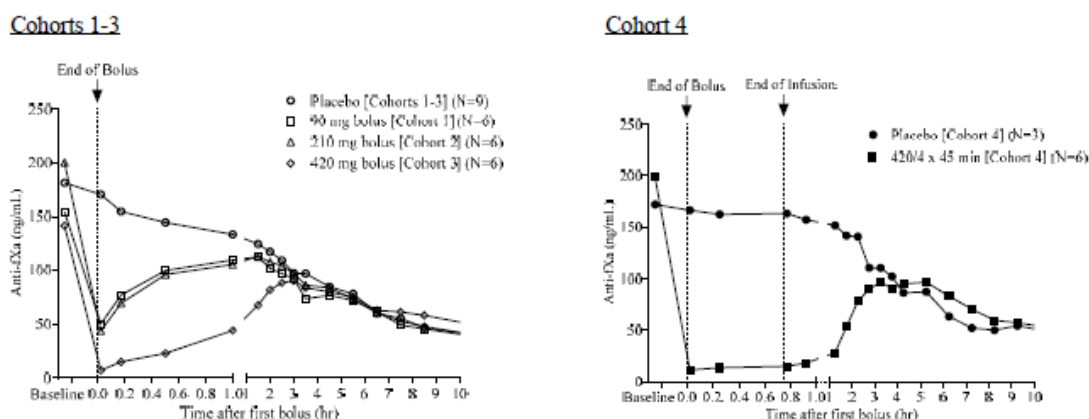 Cohorts 1-3
End of Bolus
Placebo [Cohorts 1-3] (N=9)
90 mg bolus [Cohort 1] (N=6)
210 mg bolus [Cohort 2] (N=6)
420 mg bolus [Cohort 3] (N=6)
250
200
150
100
50
0
Anti-fXa (ng/mL)
Baseline 0.0 0.2 0.4 0.6 0.8 1.01 2 3 4 5 6 7 8 9 10
Time after first bolus (hr)
Cohort 4
End of Bolus
End of Infusion
Placebo [Cohort 4] (N=3)
420/4 x 45 min [Cohort 4] (N=6)
250
200
150
100
50
0
Anti-fXa (ng/mL)
Baseline 0.0 0.2 0.4 0.6 0.8 1.01 2 3 4 5 6 7 8 9 10
Time after first bolus (hr)